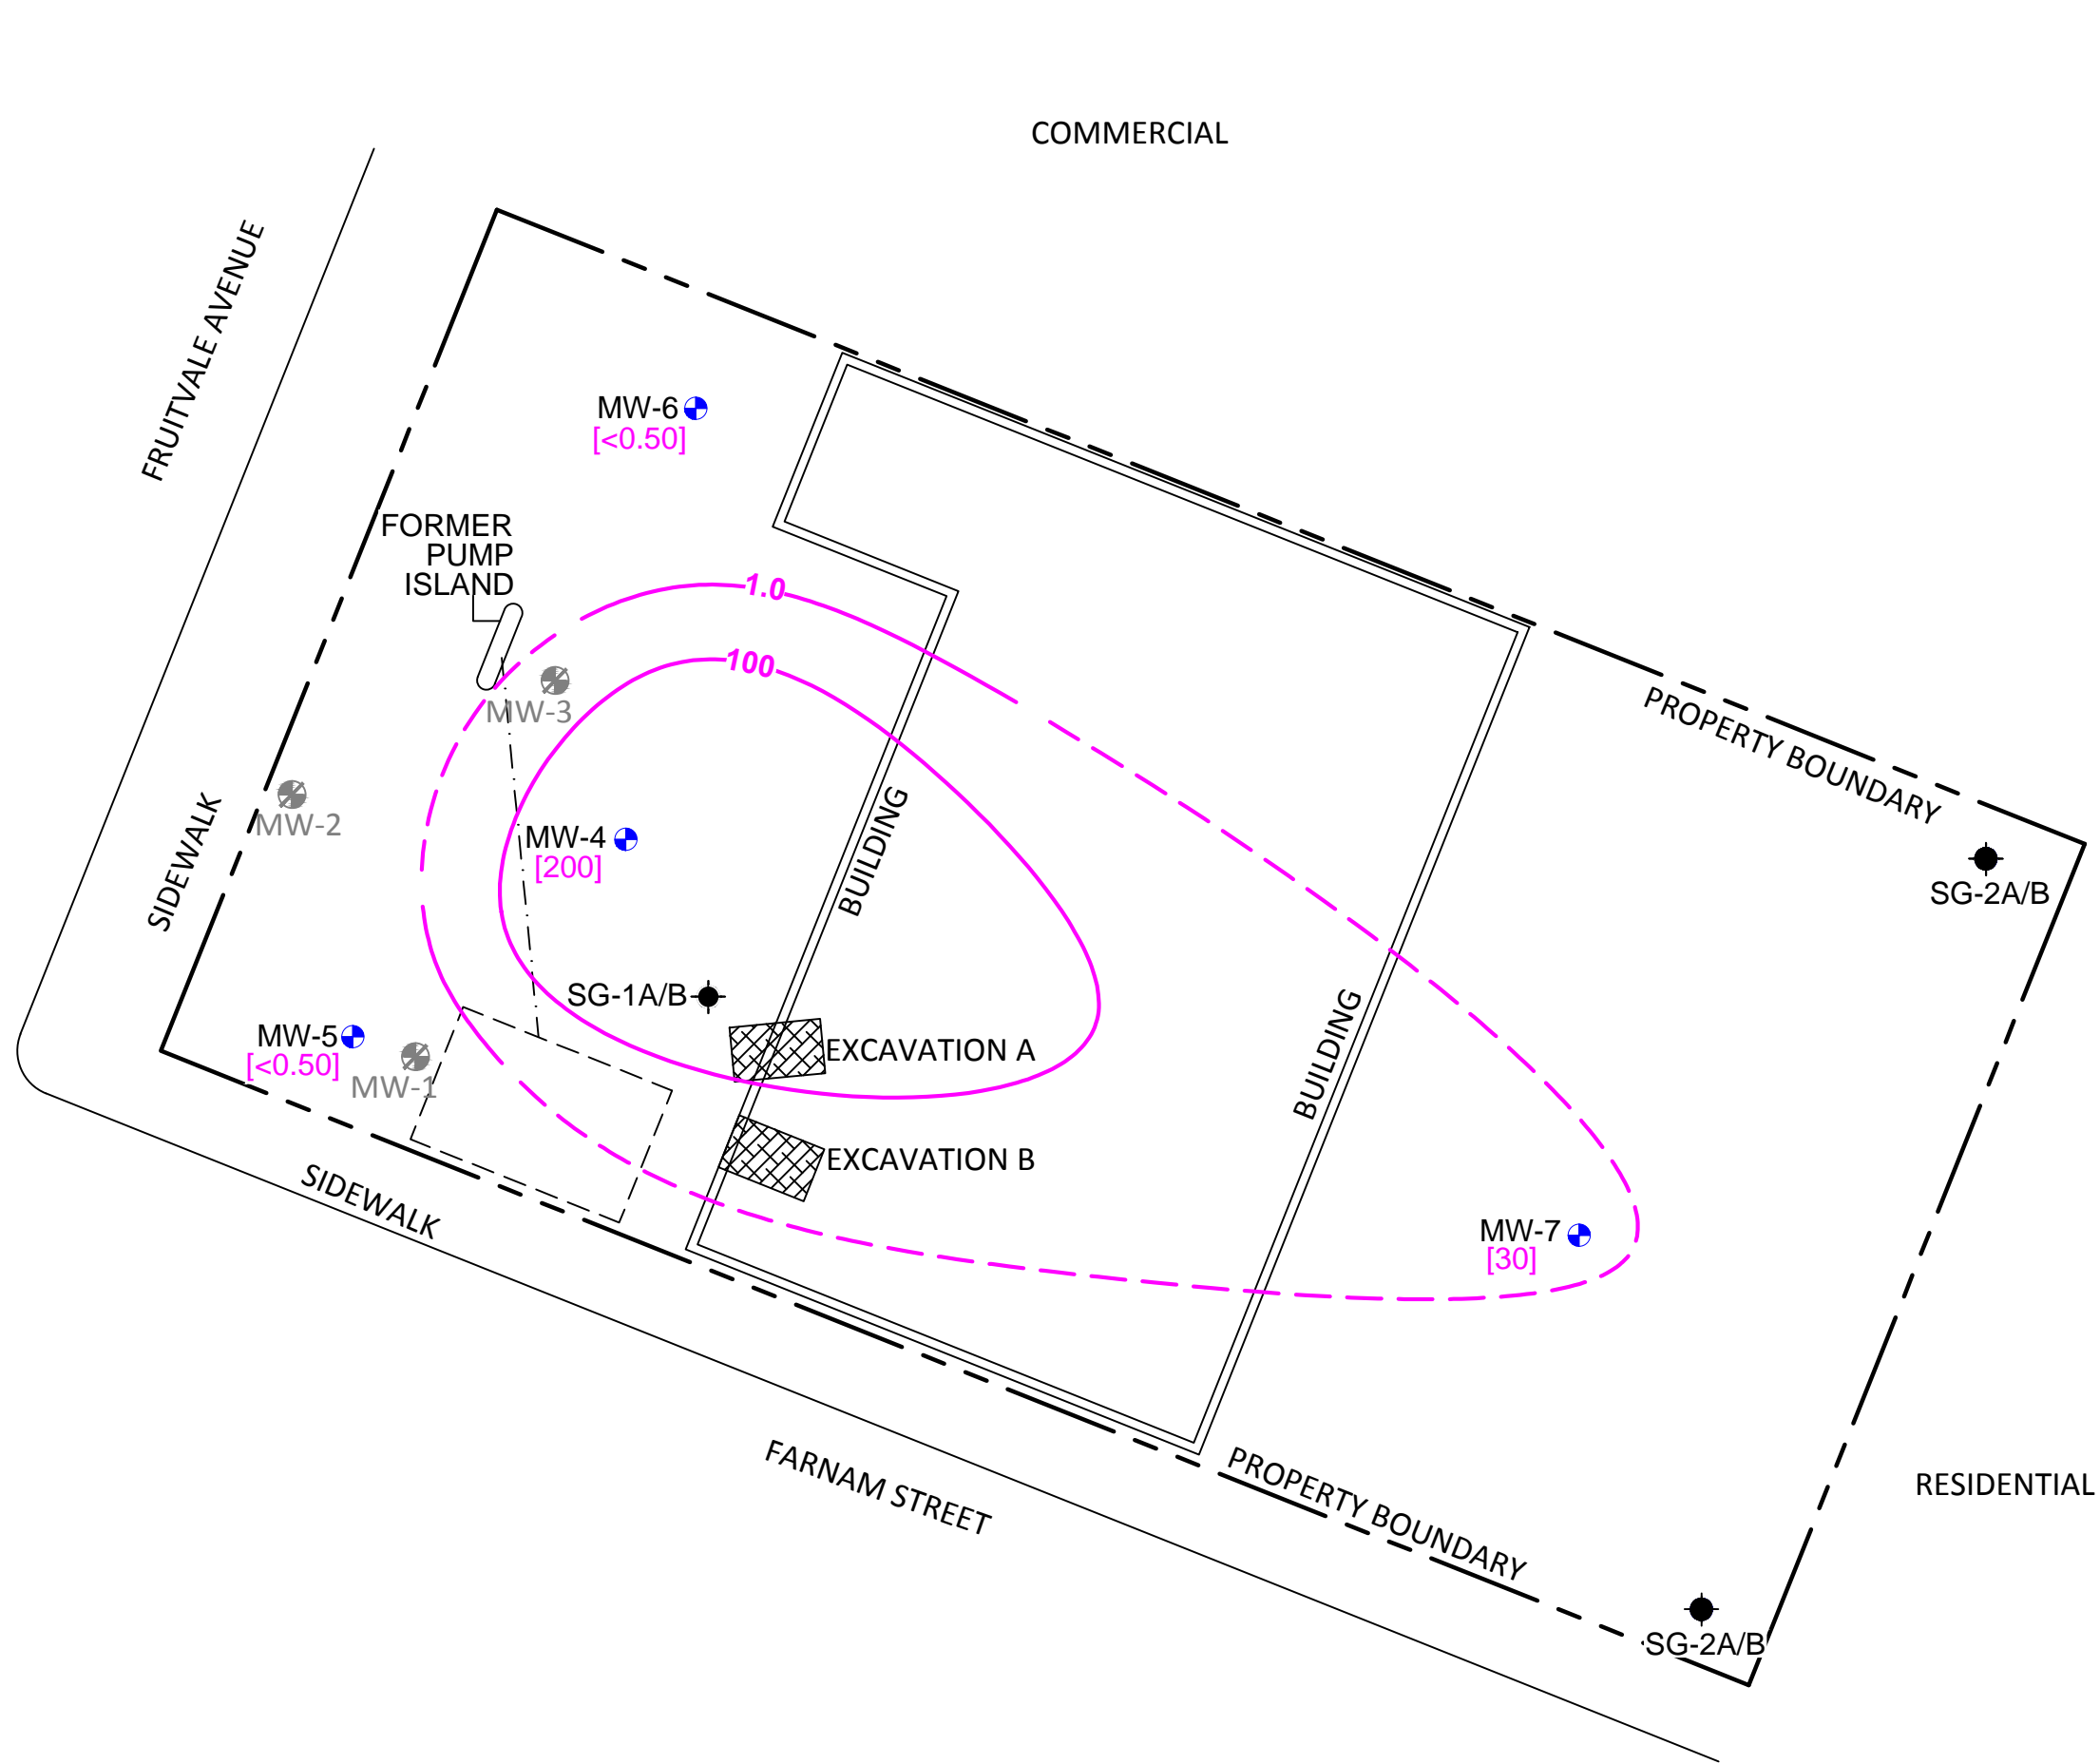 COMMERCIAL
FRUITVALE AVENUE
MW-6
[<0.50]
FORMER
PUMP
ISLAND
1.0
100
MW-3
PROPERTY BOUNDARY
MW-2
SIDEWALK
MW-4
[200]
BUILDING
SG-2A/B
SG-1A/B
MW-5
[<0.50]
MW-1
EXCAVATION A
BUILDING
EXCAVATION B
SIDEWALK
MW-7
[30]
FARNAM STREET
PROPERTY BOUNDARY
RESIDENTIAL
SG-2A/B